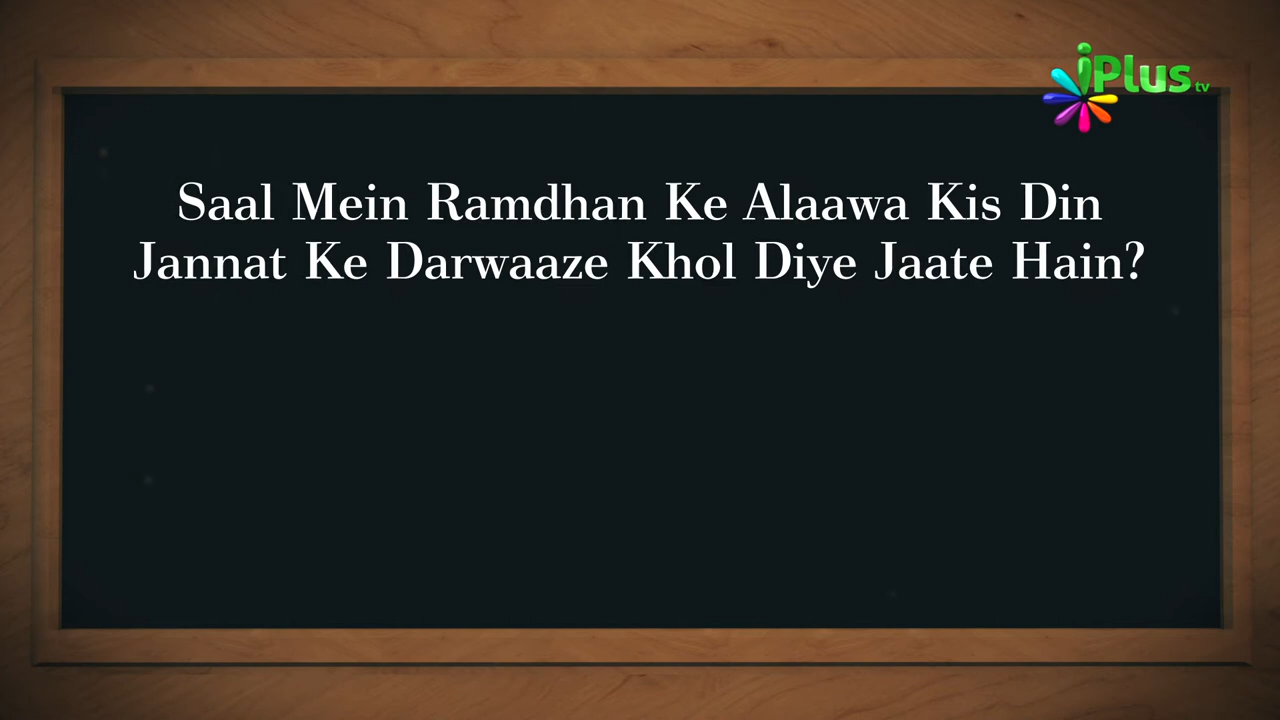 iPlus tv
Saal Mein Ramdhan Ke Alaawa Kis Din
Jannat Ke Darwaaze Khol Diye Jaate Hain?